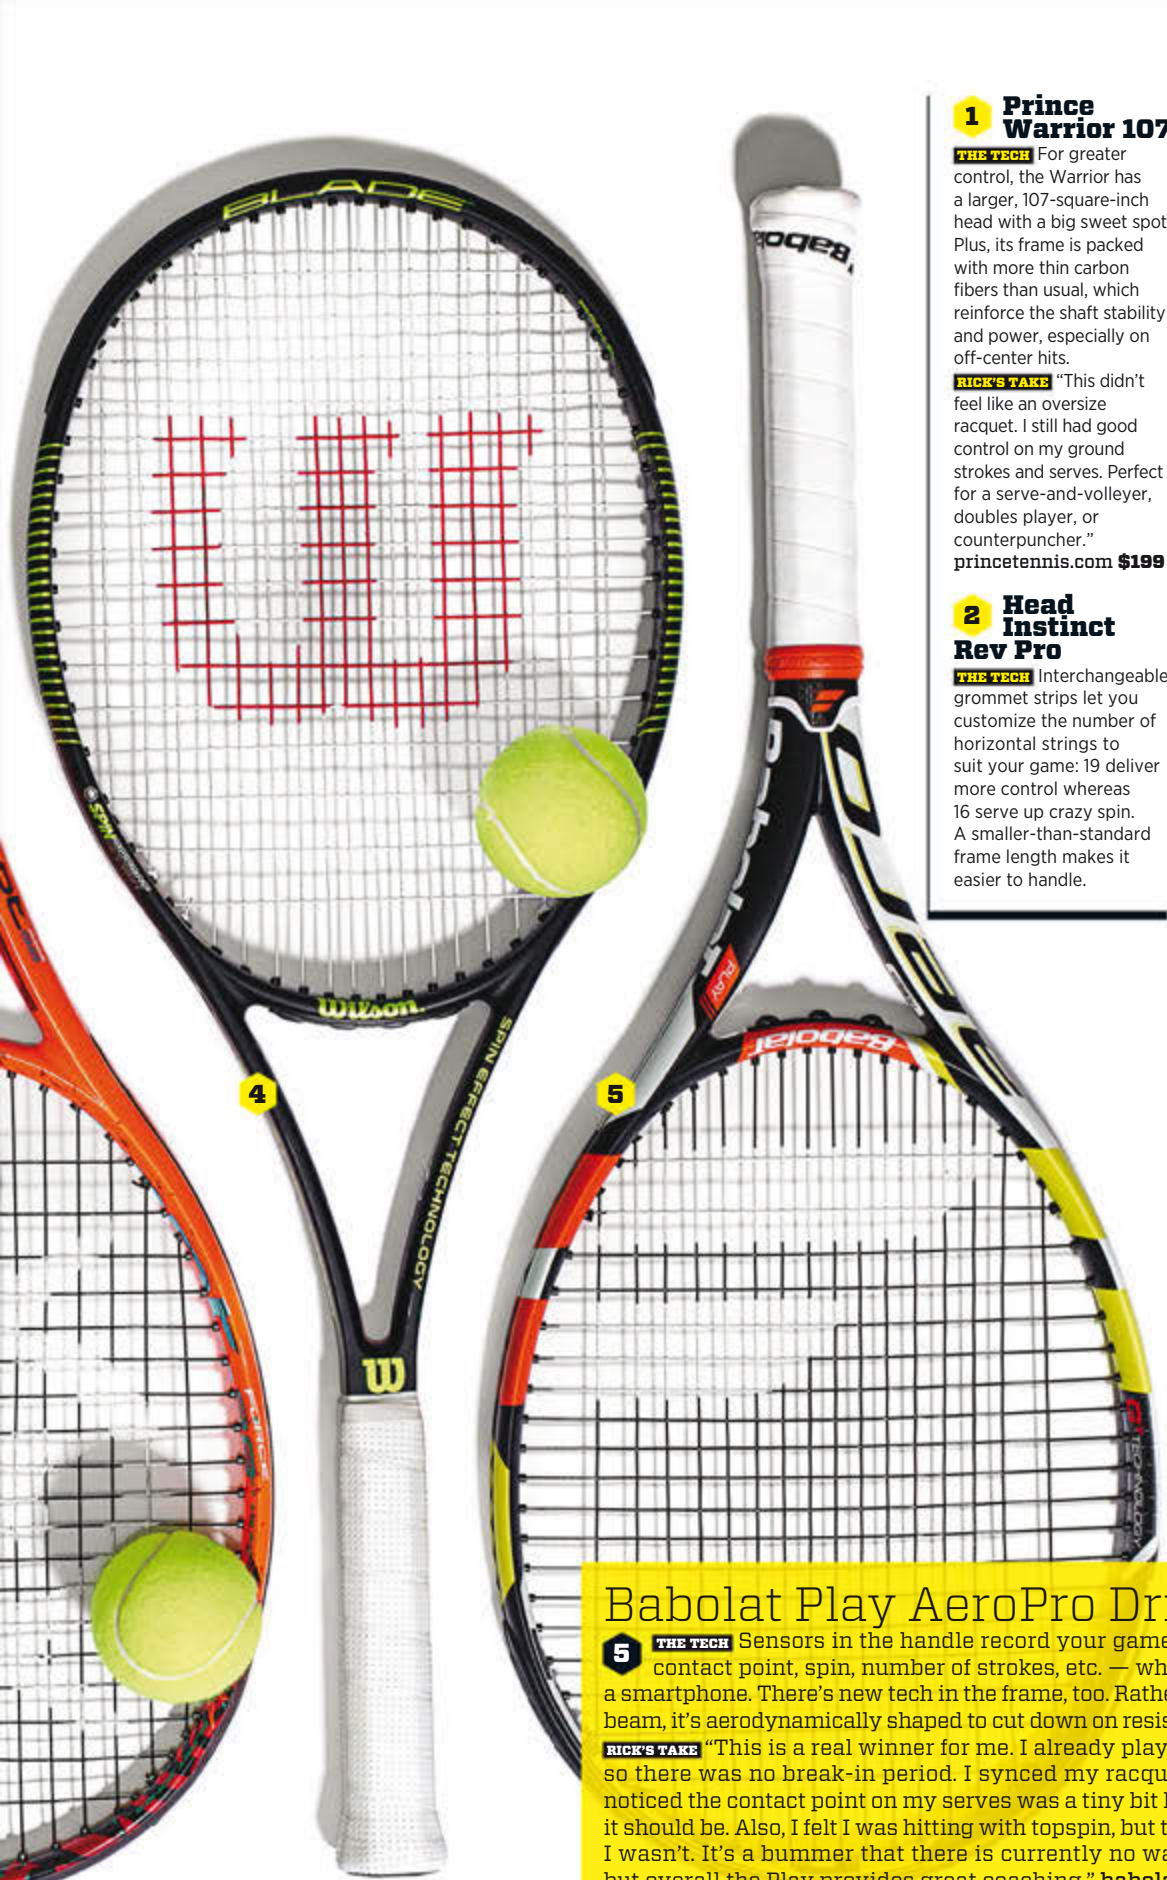 1 Prince
Warrior 107
THE TECH For greater
control, the Warrior has
a larger, 107-square-inch
head with a big sweet spot
Plus, its frame is packed
with more thin carbon
fibers than usual, which
reinforce the shaft stability
and power, especially on
off-center hits.
RICK'S TAKE “This didn’t
feel like an oversize
racquet. I still had good
control on my ground
strokes and serves. Perfect
for a serve-and-volleyer,
doubles player, or
counterpuncher.”
princetennis.com $199
2 Head
Instinct
Rev Pro
THE TECH Interchangeable
grommet strips let you
customize the number of
horizontal strings to
suit your game: 19 deliver
more control whereas
16 serve up crazy spin.
A smaller-than-standard
frame length makes it
easier to handle.
BLADE
SPIN
Wilson.
SPIN EFFECT TECHNOLOGY
W
4
Babolat
Babolat
PLAY
Babolat
5
FORCE
TECHNOLOGY
Babolat Play AeroPro
5 THE TECH Sensors in the handle record your game
contact point, spin, number of strokes, etc. —
a smartphone. There’s new tech in the frame, too.
beam, it’s aerodynamically shaped to cut down on
RICK'S TAKE “This is a real winner for me. I already play
so there was no break-in period. I synced my
noticed the contact point on my serves was a tiny bit
it should be. Also, I felt I was hitting with topspin, but
I wasn’t. It’s a bummer that there is currently no
but overall the Play provides great coaching.”